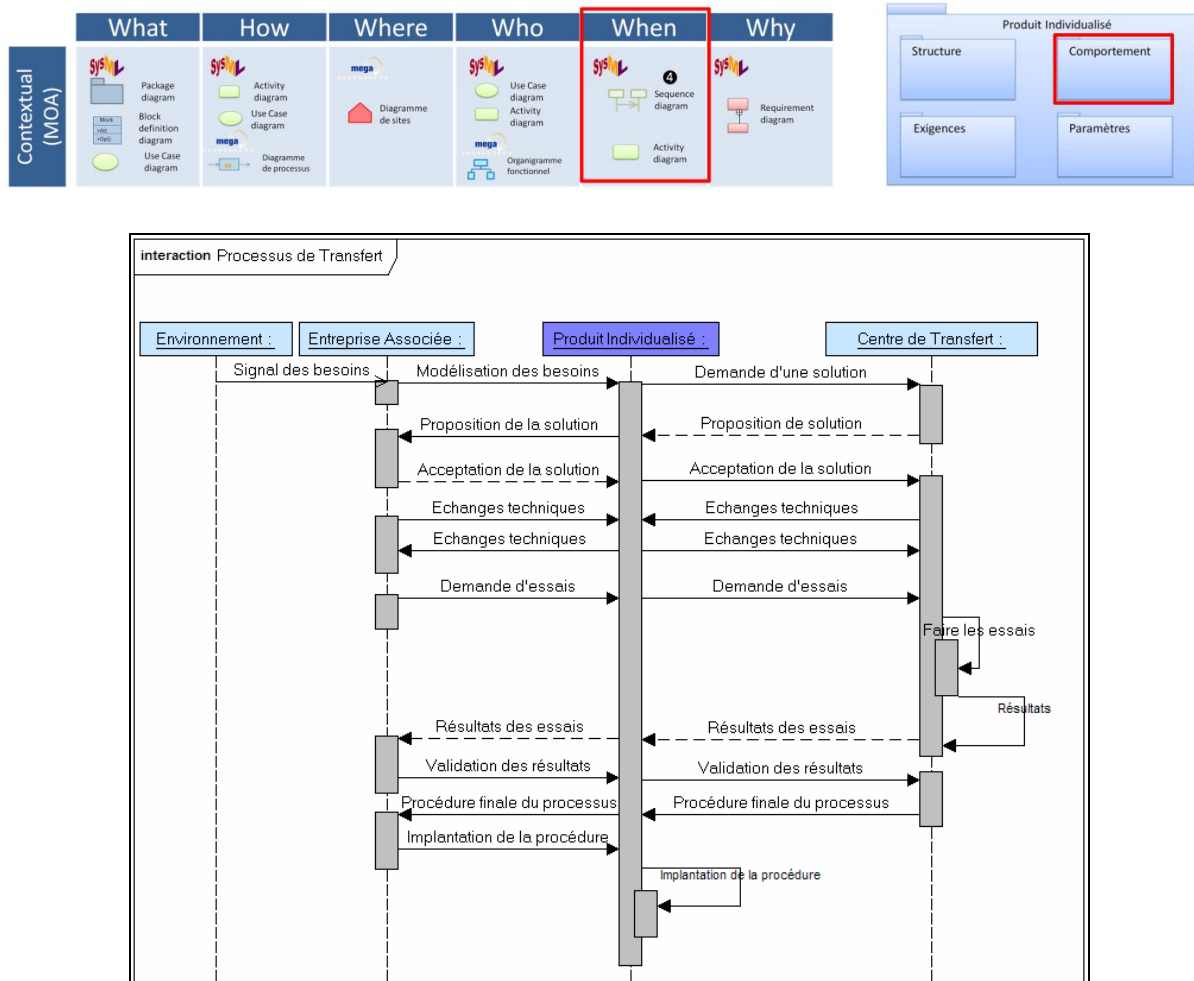 What How Where Who When Why
Contextual
(MOA)
SysML
Package
diagram
Block
+Att
+Op()
Block
definition
diagram
Use Case
diagram
SysML
Activity
diagram
Use Case
diagram
mega
Diagramme
de processus
mega
Diagramme
de sites
SysML
Use Case
diagram
Activity
diagram
mega
Organigramme
fonctionnel
SysML
❹
Sequence
diagram
Activity
diagram
SysML
Requirement
diagram
Produit Individualisé
Structure
Comportement
Exigences
Paramètres
interaction Processus de Transfert
Environnement :
Entreprise Associée :
Produit Individualisé :
Centre de Transfert :
Signal des besoins
Modélisation des besoins
Demande d'une solution
Proposition de la solution
Proposition de solution
Acceptation de la solution
Acceptation de la solution
Echanges techniques
Echanges techniques
Echanges techniques
Echanges techniques
Demande d'essais
Demande d'essais
Faire les essais
Résultats
Résultats des essais
Résultats des essais
Validation des résultats
Validation des résultats
Procédure finale du processus
Procédure finale du processus
Implantation de la procédure
Implantation de la procédure